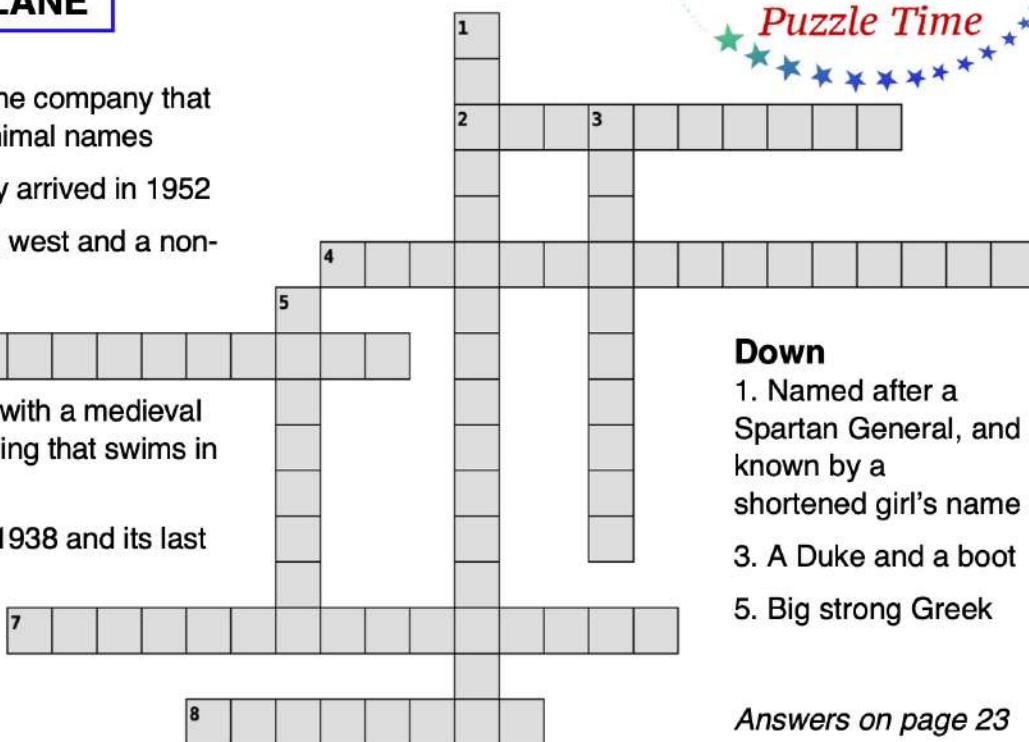 LANE
Puzzle Time
1
2
3
4
5
7
8
he company that
imal names
y arrived in 1952
west and a non-
with a medieval
ing that swims in
1938 and its last
Down
1. Named after a
Spartan General, and
known by a
shortened girl's name
3. A Duke and a boot
5. Big strong Greek
Answers on page 23